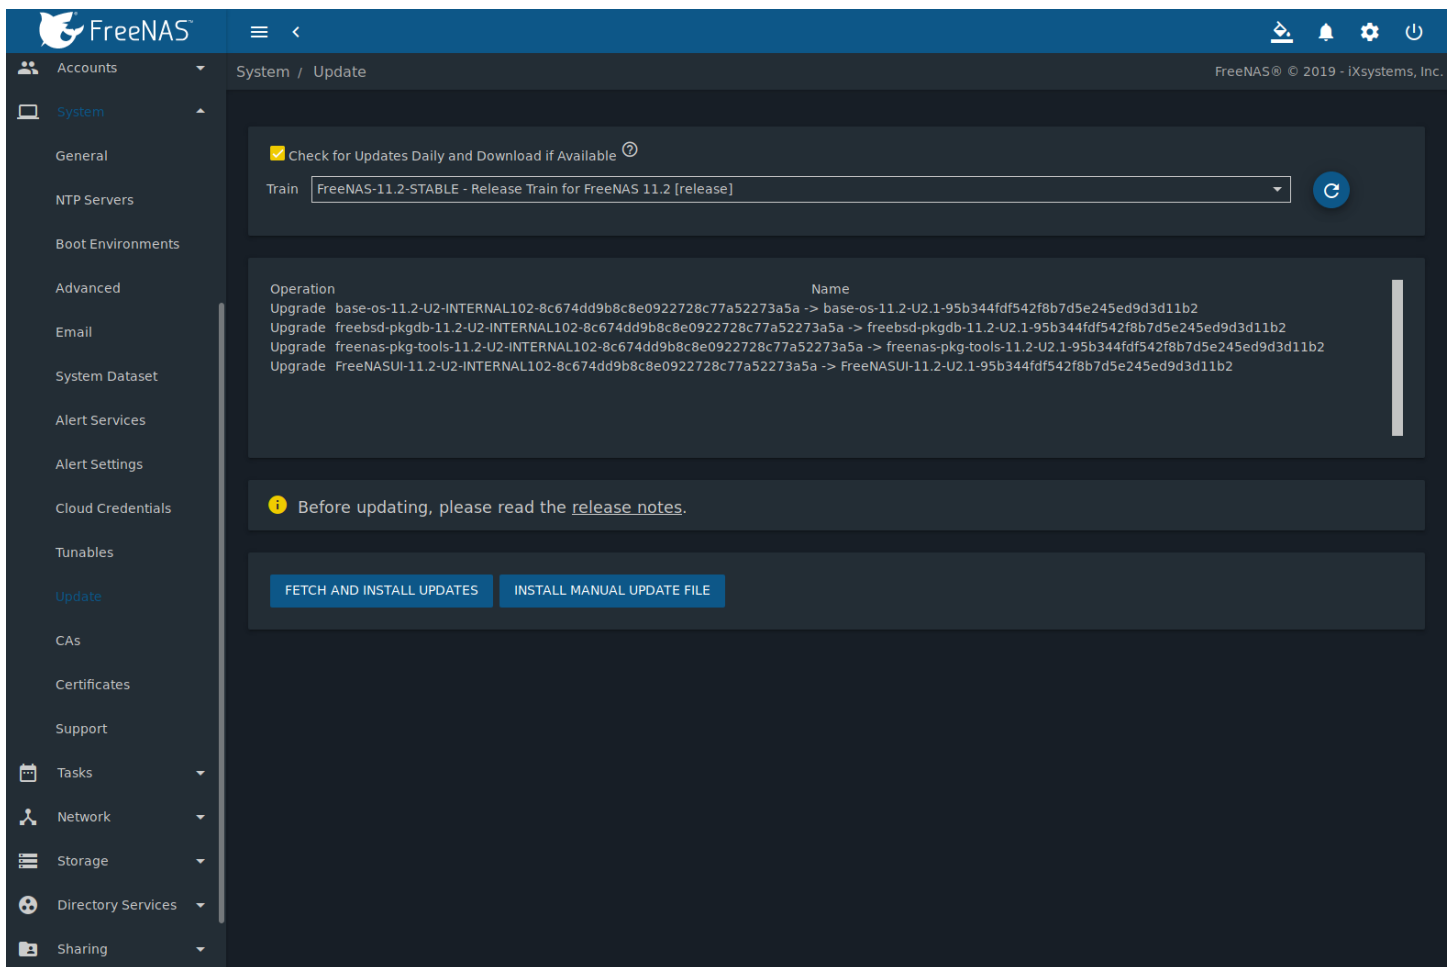 FreeNAS™
Accounts
System
General
NTP Servers
Boot Environments
Advanced
Email
System Dataset
Alert Services
Alert Settings
Cloud Credentials
Tunables
Update
CAs
Certificates
Support
Tasks
Network
Storage
Directory Services
Sharing
System / Update
FreeNAS® © 2019 - iXsystems, Inc.
Check for Updates Daily and Download if Available
Train FreeNAS-11.2-STABLE - Release Train for FreeNAS 11.2 [release]
Operation Name
Upgrade base-os-11.2-U2-INTERNAL102-8c674dd9b8c8e0922728c77a52273a5a -> base-os-11.2-U2.1-95b344fdf542f8b7d5e245ed9d3d11b2
Upgrade freebsd-pkgdb-11.2-U2-INTERNAL102-8c674dd9b8c8e0922728c77a52273a5a -> freebsd-pkgdb-11.2-U2.1-95b344fdf542f8b7d5e245ed9d3d11b2
Upgrade freenas-pkg-tools-11.2-U2-INTERNAL102-8c674dd9b8c8e0922728c77a52273a5a -> freenas-pkg-tools-11.2-U2.1-95b344fdf542f8b7d5e245ed9d3d11b2
Upgrade FreeNASUI-11.2-U2-INTERNAL102-8c674dd9b8c8e0922728c77a52273a5a -> FreeNASUI-11.2-U2.1-95b344fdf542f8b7d5e245ed9d3d11b2
Before updating, please read the release notes.
FETCH AND INSTALL UPDATES
INSTALL MANUAL UPDATE FILE